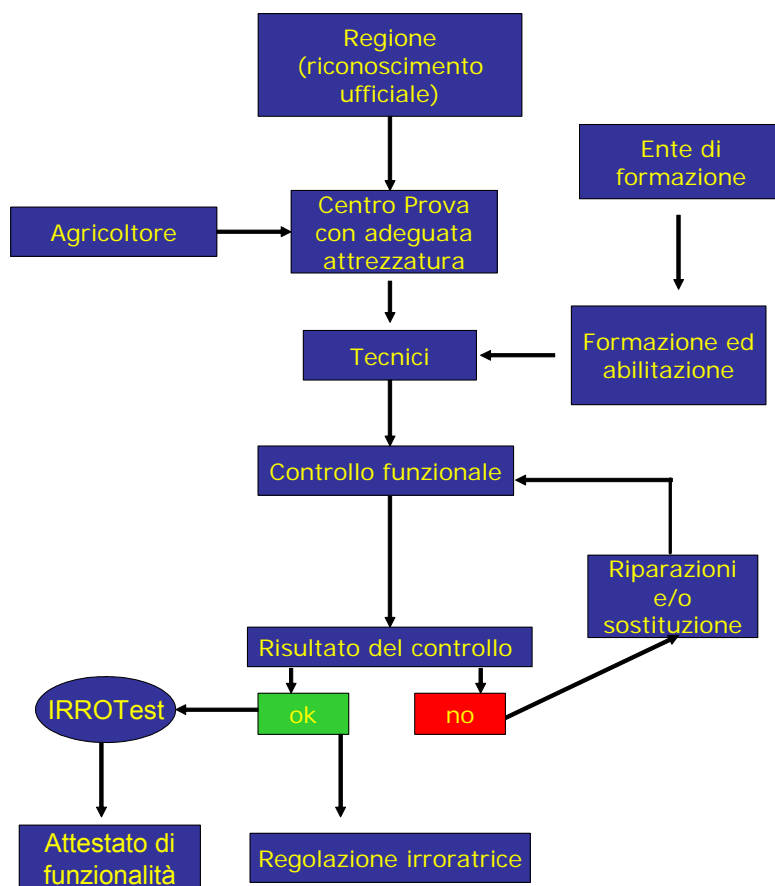 Regione
(riconoscimento
ufficiale)
Ente di
formazione
Agricoltore
Centro Prova
con adeguata
attrezzatura
Tecnici
Formazione ed
abilitazione
Controllo funzionale
Riparazioni
e/o
sostituzione
Risultato del controllo
IRROTest
ok
no
Attestato di
funzionalità
Regolazione irroratrice